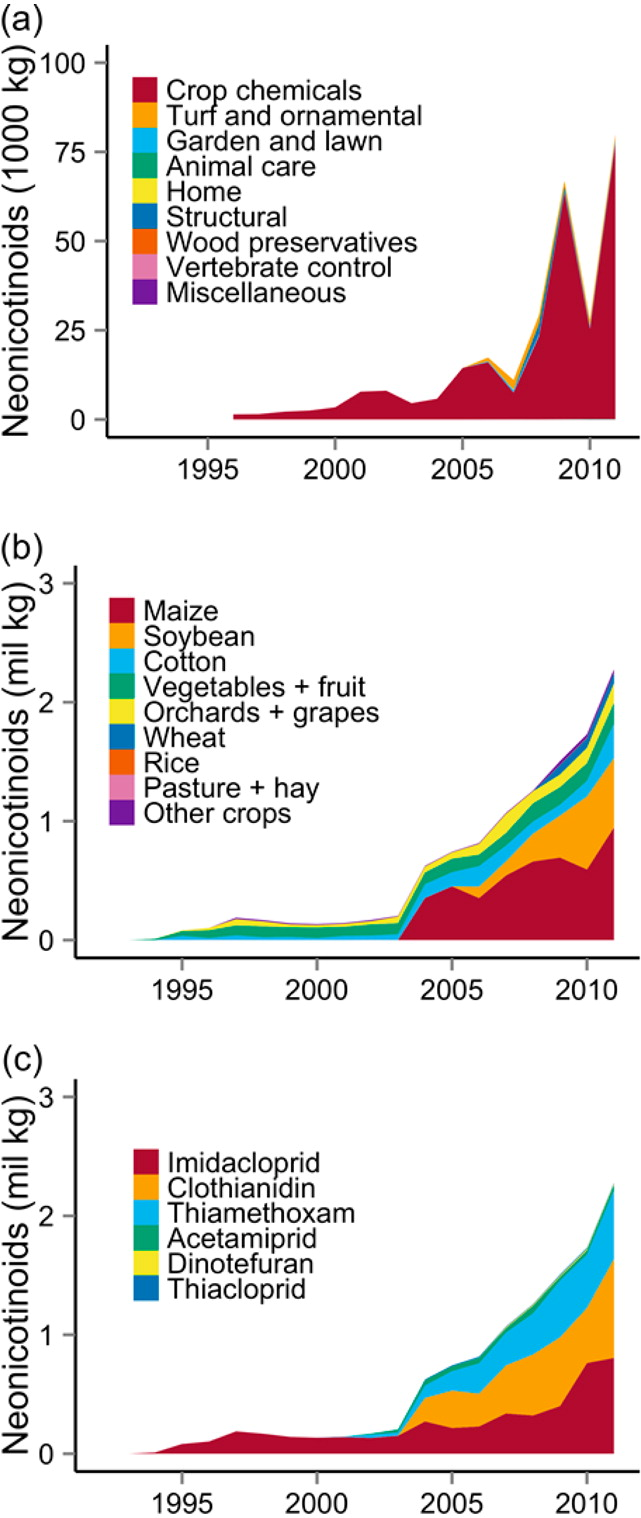 (a)
Neonicotinoids (1000 kg)
100
75
50
25
0
Crop chemicals
Turf and ornamental
Garden and lawn
Animal care
Home
Structural
Wood preservatives
Vertebrate control
Miscellaneous
1995 2000 2005 2010
(b)
Neonicotinoids (mil kg)
3
2
1
0
Maize
Soybean
Cotton
Vegetables + fruit
Orchards + grapes
Wheat
Rice
Pasture + hay
Other crops
1995 2000 2005 2010
(c)
Neonicotinoids (mil kg)
3
2
1
0
Imidacloprid
Clothianidin
Thiamethoxam
Acetamiprid
Dinotefuran
Thiacloprid
1995 2000 2005 2010